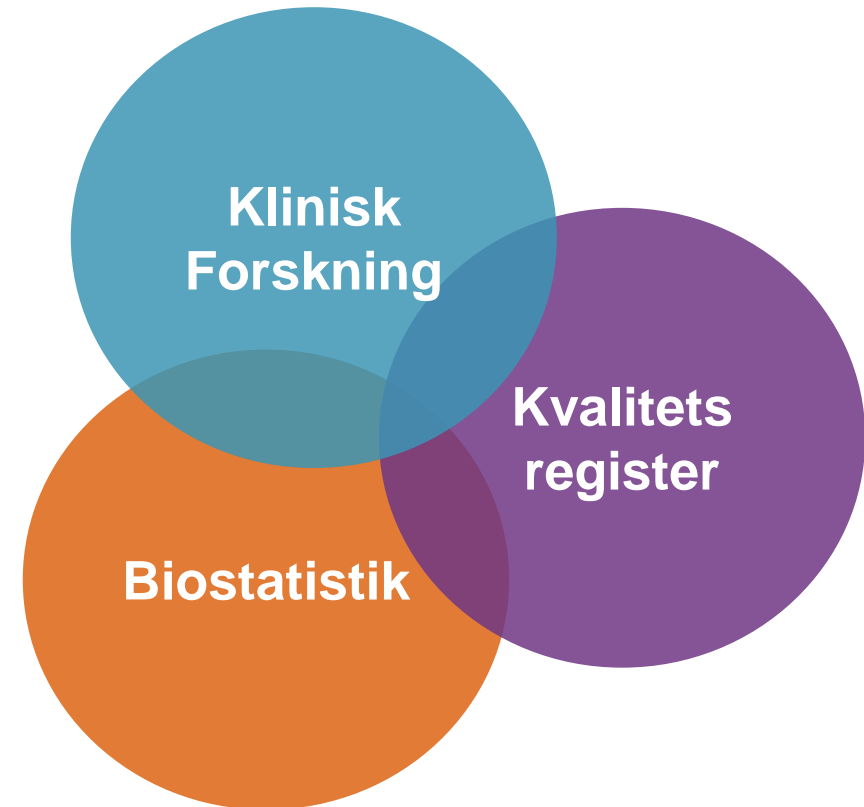 Klinisk
Forskning
Kvalitets
register
Biostatistik